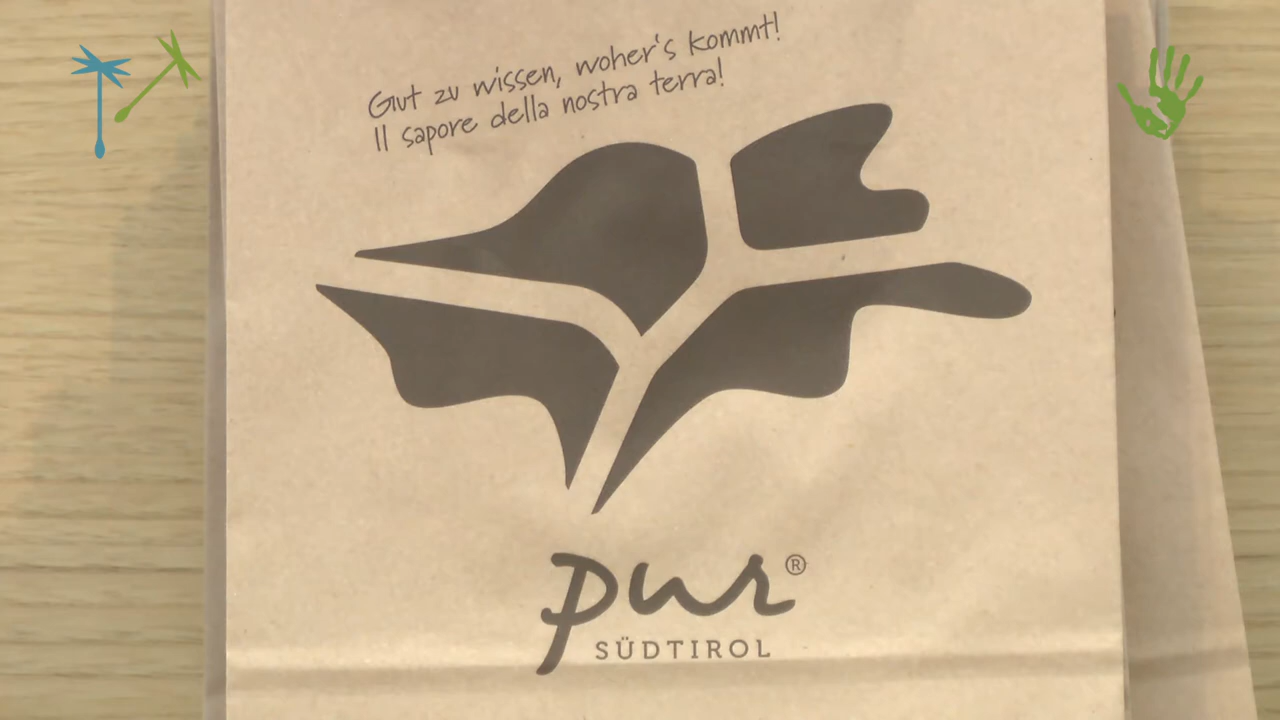 Gut zu wissen, woher's kommt!
Il sapore della nostra terra!
pur®
SÜDTIROL